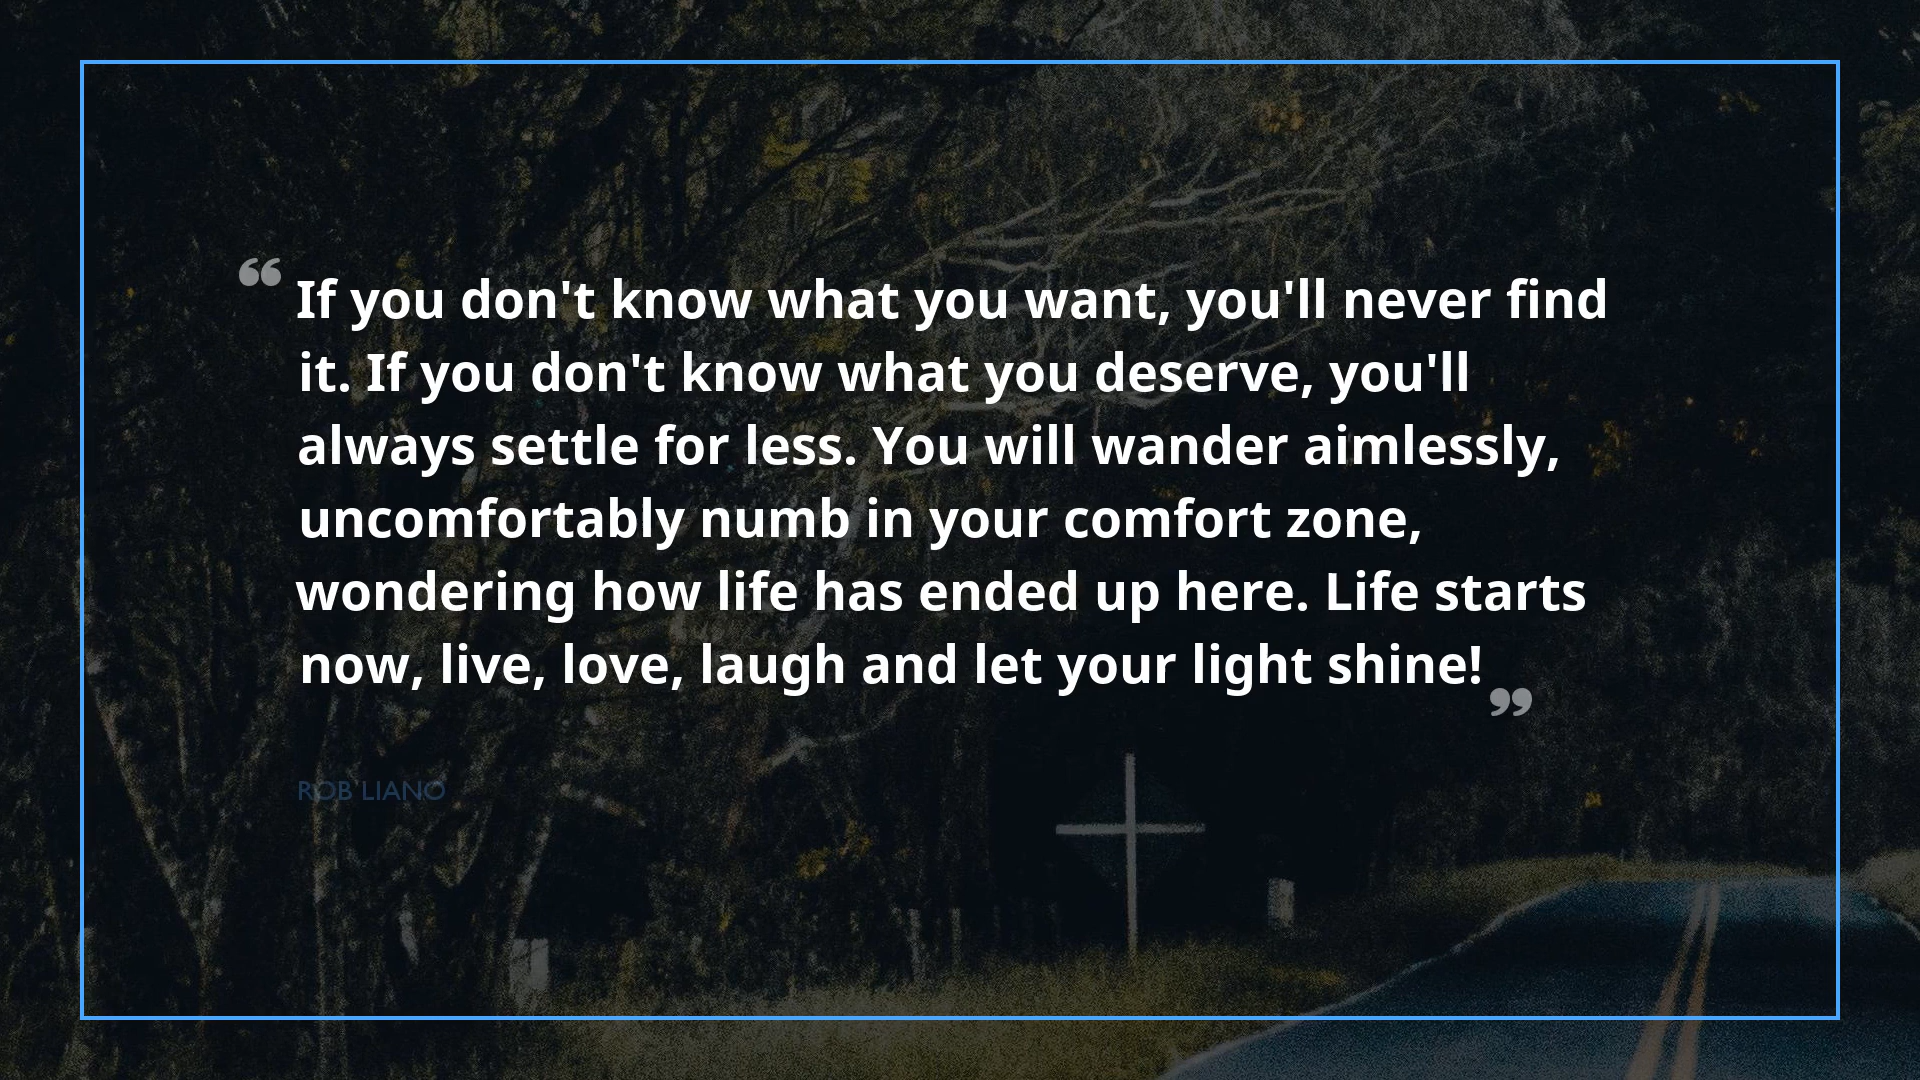 “If you don't know what you want, you'll never find
it. If you don't know what you deserve, you'll
always settle for less. You will wander aimlessly,
uncomfortably numb in your comfort zone,
wondering how life has ended up here. Life starts
now, live, love, laugh and let your light shine!”
ROB LIANO